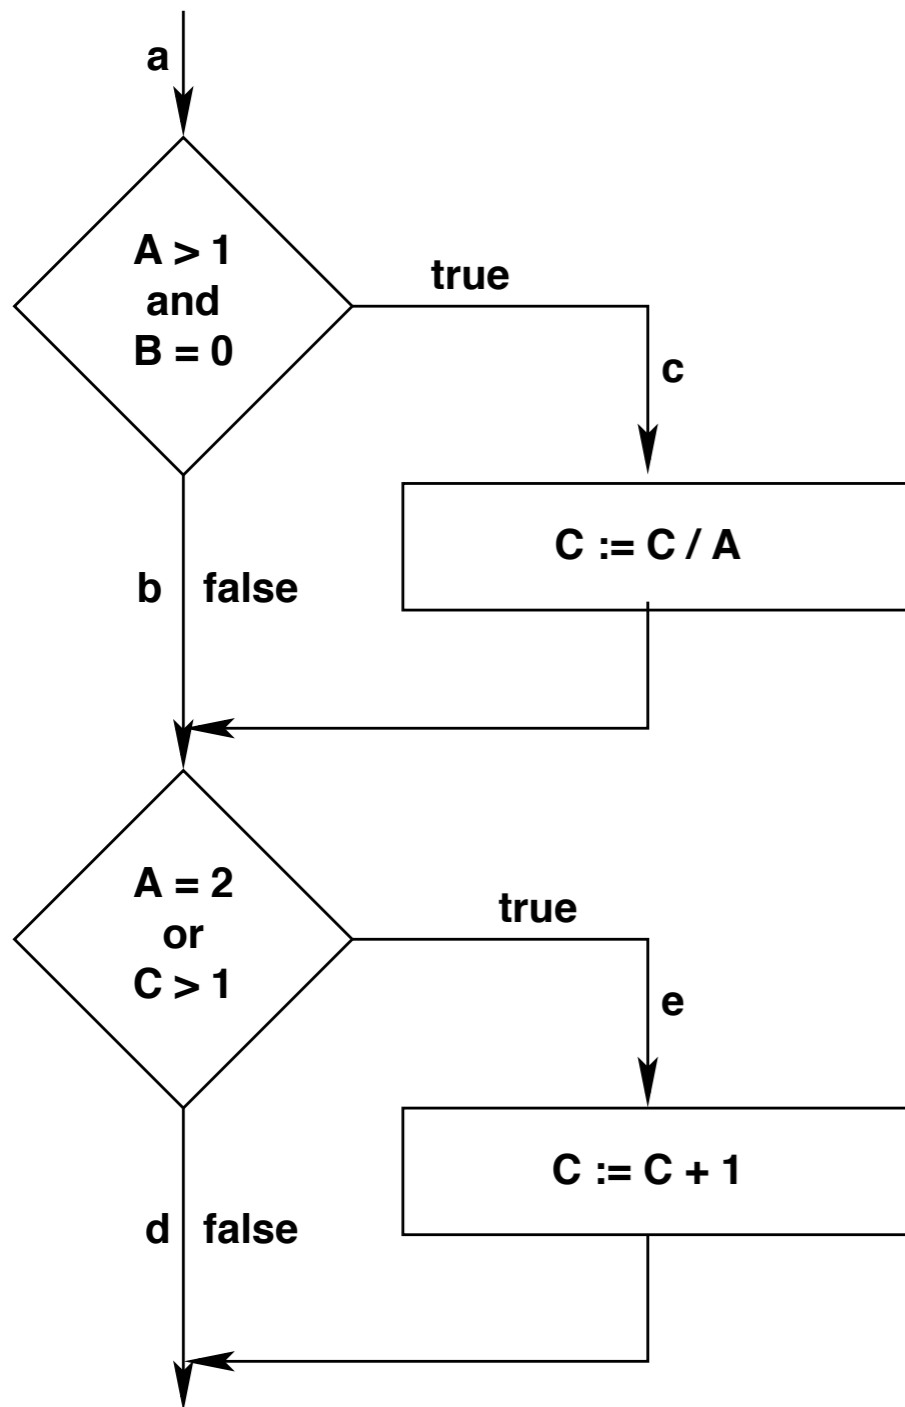 a
A > 1
and
B = 0
true
c
C := C / A
b
false
A = 2
or
C > 1
true
e
C := C + 1
d
false